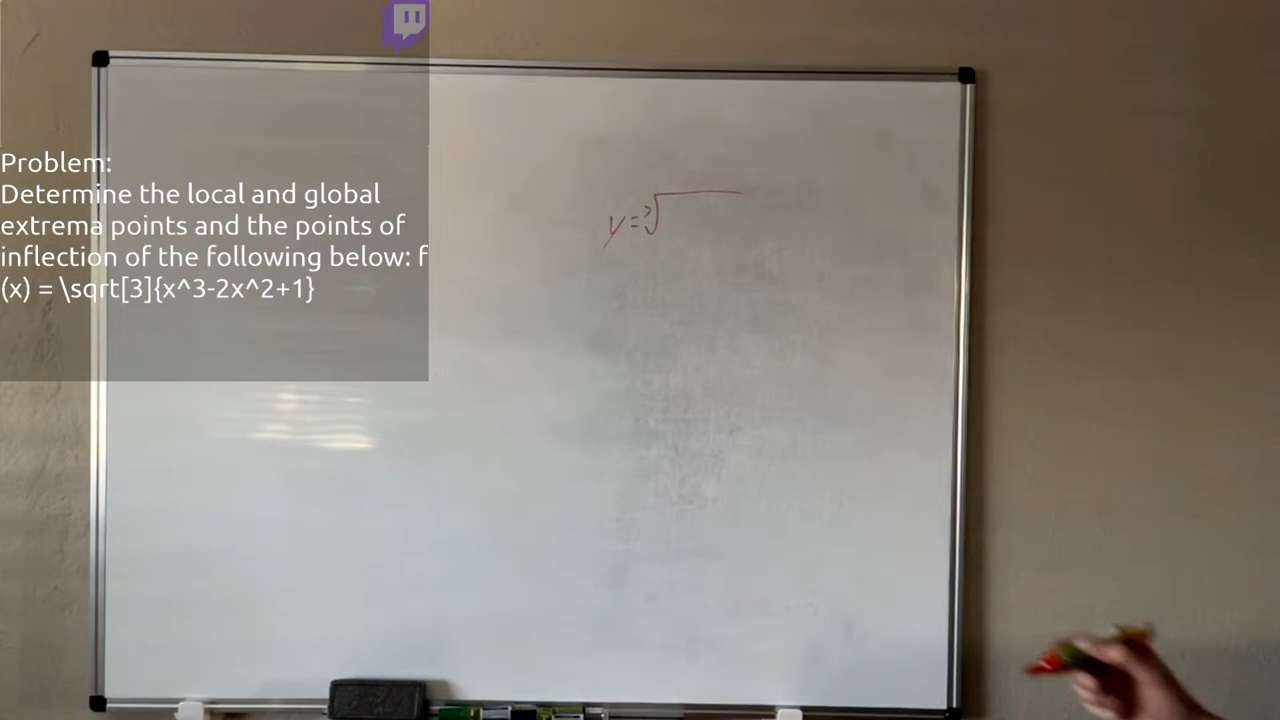 Problem:
Determine the local and global
extrema points and the points of
inflection of the following below: f
(x) = \sqrt[3]{x^3-2x^2+1}
y=∛